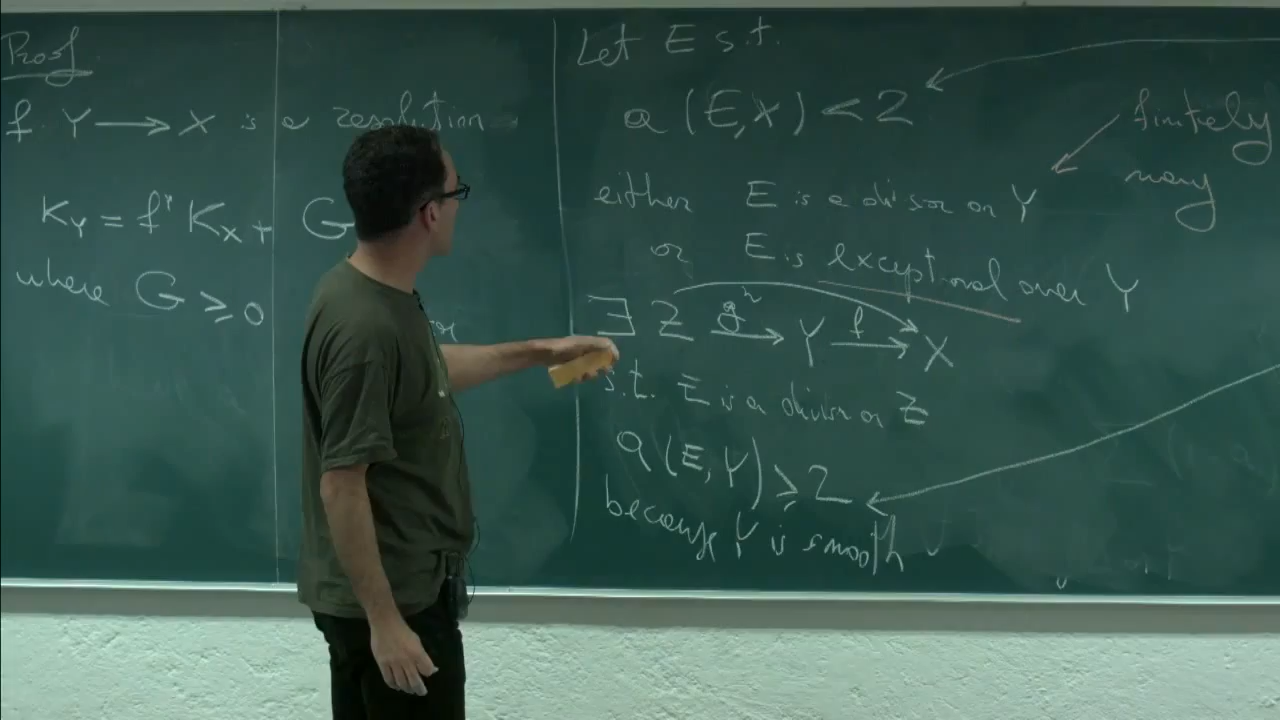 Proof
f. Y → X is a resolution
K_Y = f* K_X + G
where G ≥ 0
or
Let E s.t.
a (E, X) < 2
either E is a divisor on Y
or E is exceptional over Y
∃ Z →^g Y →^f X
s.t. E is a divisor on Z
a (E, Y) ≥ 2
because Y is smooth
finitely
many